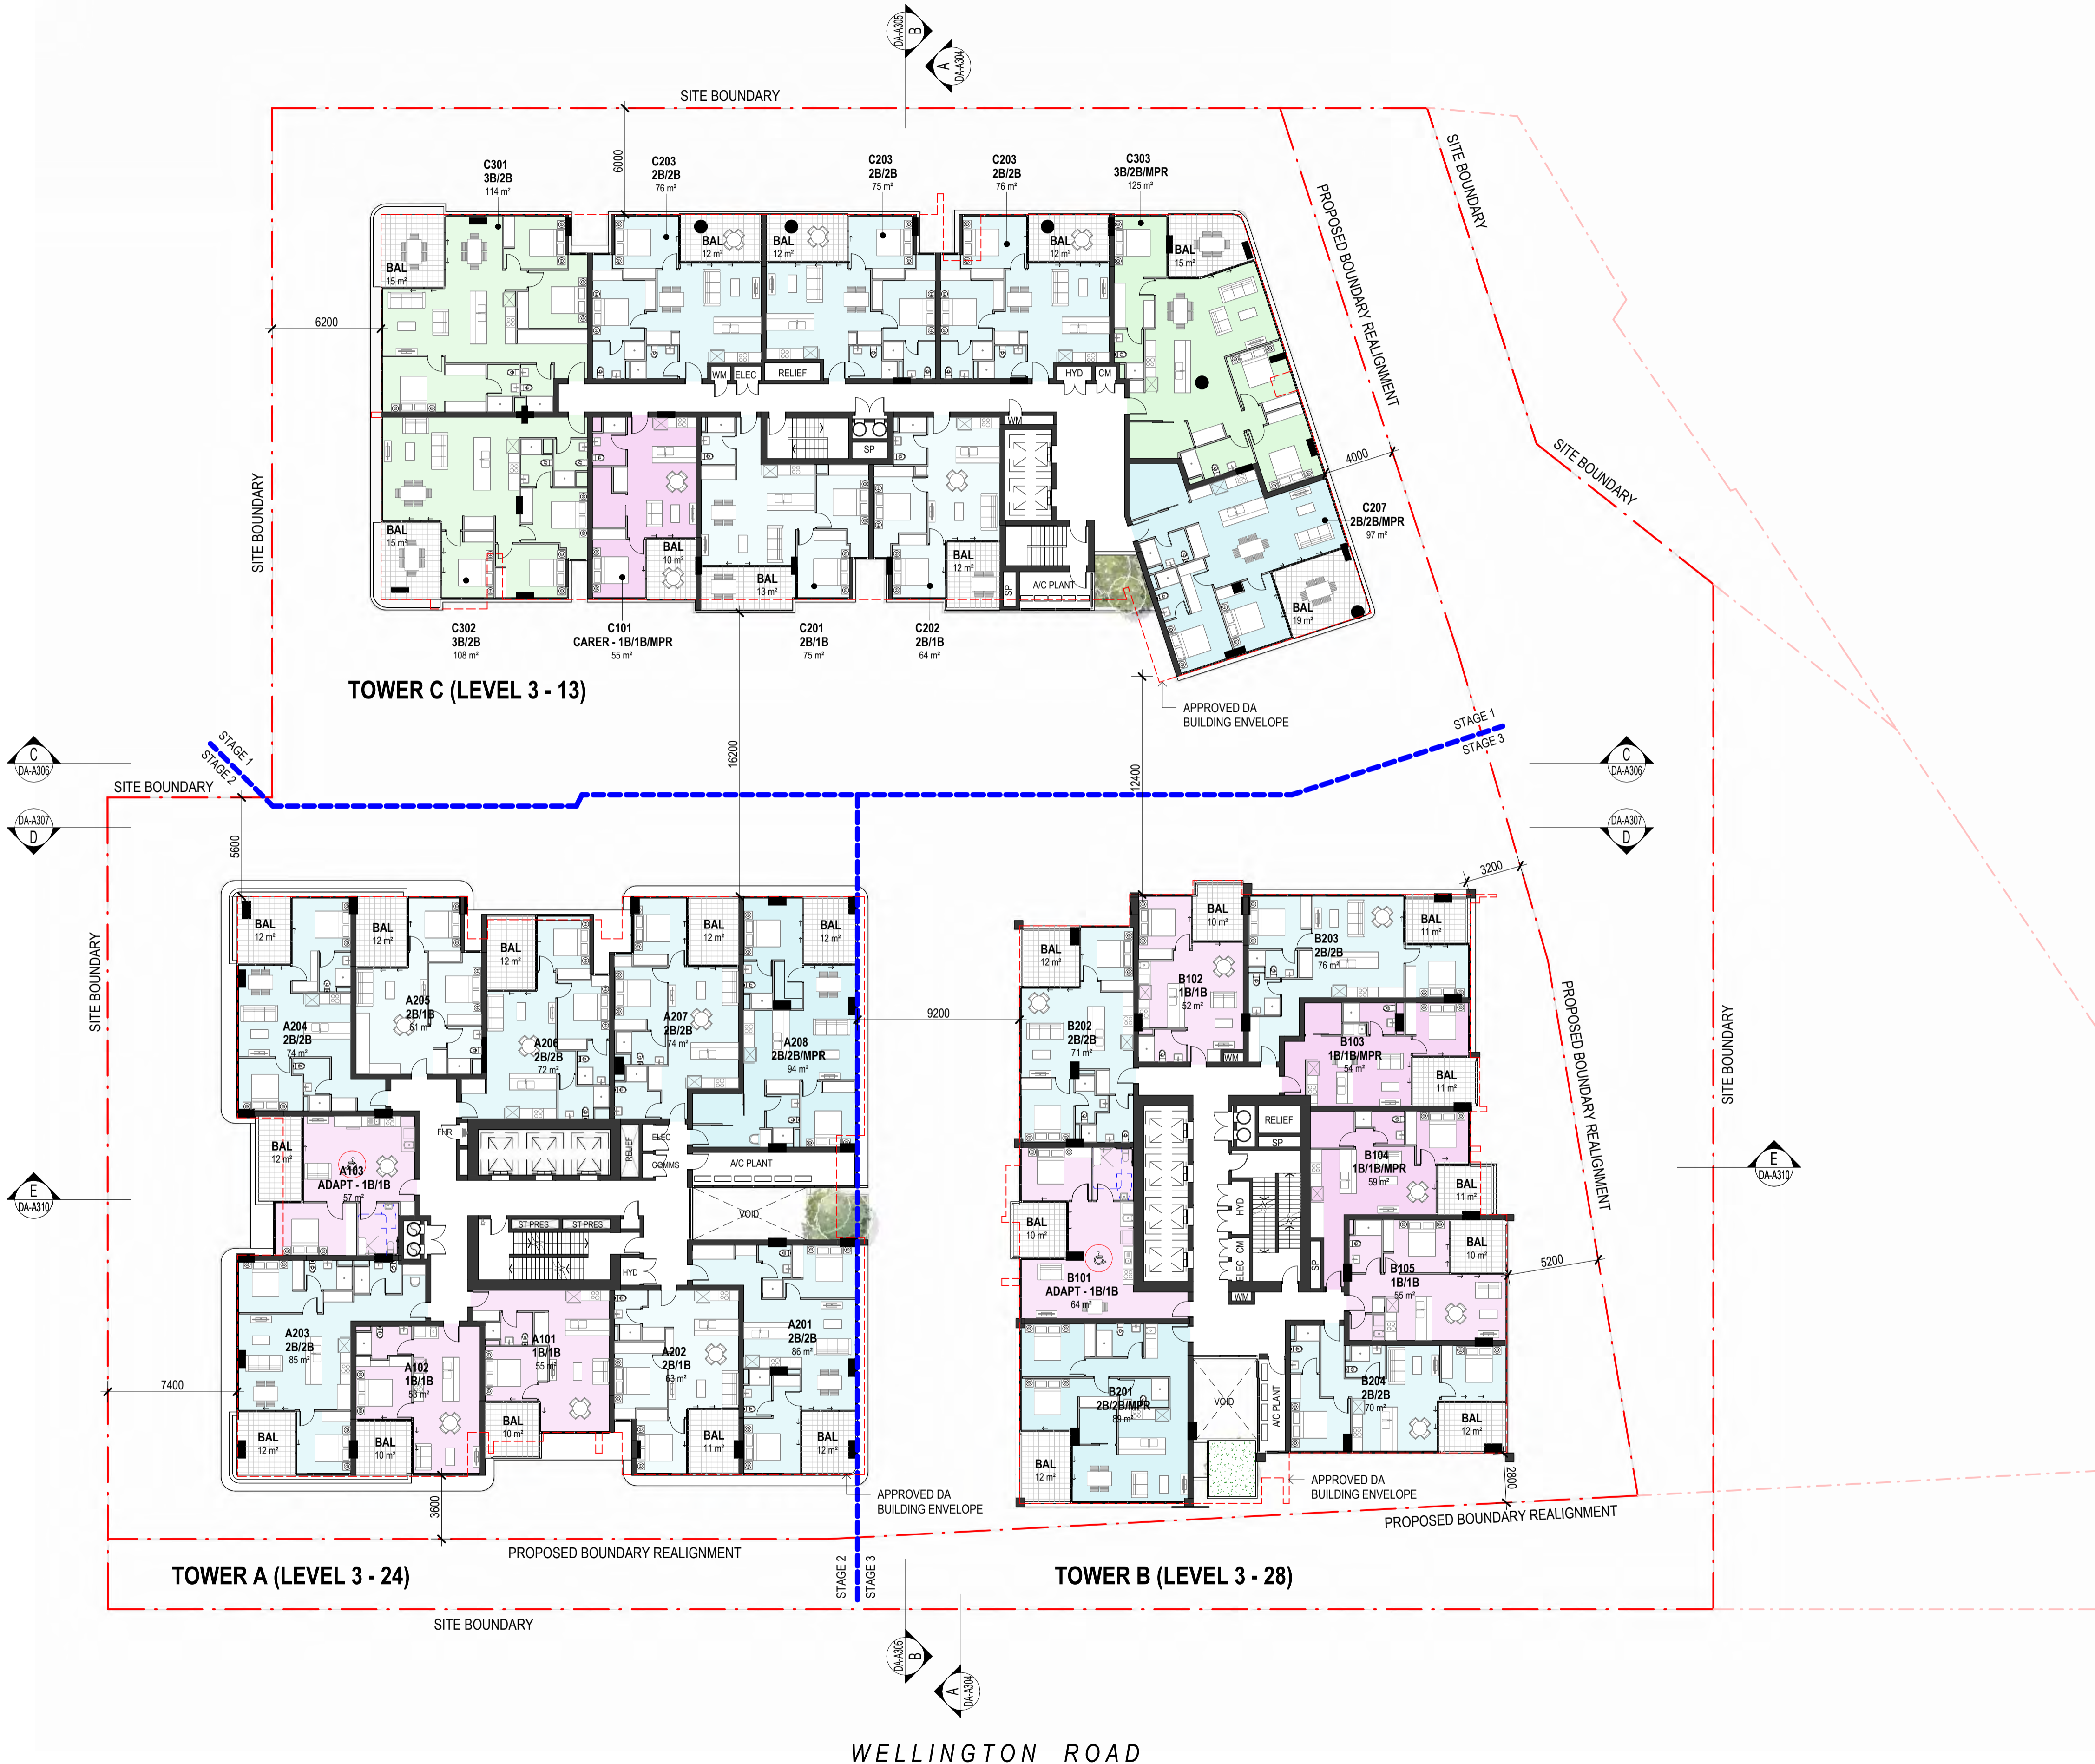 DA-A305
B
A
DA-A304
SITE BOUNDARY
SITE BOUNDARY
PROPOSED BOUNDARY REALIGNMENT
6000
C301
3B/2B
114 m²
C203
2B/2B
76 m²
C203
2B/2B
75 m²
C203
2B/2B
76 m²
C303
3B/2B/MPR
125 m²
BAL
15 m²
BAL
12 m²
BAL
12 m²
BAL
12 m²
BAL
15 m²
6200
WM
ELEC
RELIEF
HYD
CM
WM
SP
SITE BOUNDARY
4000
SITE BOUNDARY
C207
2B/2B/MPR
97 m²
BAL
15 m²
BAL
10 m²
BAL
13 m²
BAL
12 m²
SP
A/C PLANT
BAL
19 m²
C302
3B/2B
108 m²
C101
CARER - 1B/1B/MPR
55 m²
C201
2B/1B
75 m²
C202
2B/1B
64 m²
TOWER C (LEVEL 3 - 13)
APPROVED DA
BUILDING ENVELOPE
STAGE 1
STAGE 3
STAGE 1
STAGE 2
C
DA-A306
C
DA-A306
16200
12400
SITE BOUNDARY
DA-A307
D
DA-A307
D
5600
3200
BAL
12 m²
BAL
12 m²
BAL
12 m²
BAL
12 m²
BAL
12 m²
A204
2B/2B
74 m²
A205
2B/1B
61 m²
A206
2B/2B
72 m²
A207
2B/2B
74 m²
A208
2B/2B/MPR
94 m²
9200
BAL
12 m²
BAL
10 m²
BAL
11 m²
B202
2B/2B
71 m²
B102
1B/1B
52 m²
B203
2B/2B
76 m²
B103
1B/1B/MPR
54 m²
BAL
11 m²
WM
SITE BOUNDARY
PROPOSED BOUNDARY REALIGNMENT
SITE BOUNDARY
FHR
RELIEF
ELEC
COMMS
A/C PLANT
VOID
BAL
12 m²
A103
ADAPT - 1B/1B
57 m²
ST PRES
ST PRES
HYD
RELIEF
SP
B104
1B/1B/MPR
59 m²
BAL
11 m²
HYD
ELEC
CM
SP
BAL
10 m²
B101
ADAPT - 1B/1B
64 m²
WM
BAL
10 m²
B105
1B/1B
55 m²
5200
E
DA-A310
E
DA-A310
A203
2B/2B
85 m²
A102
1B/1B
53 m²
A101
1B/1B
55 m²
A202
2B/1B
63 m²
A201
2B/2B
86 m²
7400
BAL
12 m²
BAL
10 m²
BAL
10 m²
BAL
11 m²
BAL
12 m²
B201
2B/2B/MPR
89 m²
VOID
A/C PLANT
B204
2B/2B
70 m²
BAL
12 m²
BAL
12 m²
3600
2800
APPROVED DA
BUILDING ENVELOPE
APPROVED DA
BUILDING ENVELOPE
PROPOSED BOUNDARY REALIGNMENT
PROPOSED BOUNDARY REALIGNMENT
TOWER A (LEVEL 3 - 24)
STAGE 2
STAGE 3
TOWER B (LEVEL 3 - 28)
SITE BOUNDARY
DA-A305
B
A
DA-A304
WELLINGTON ROAD